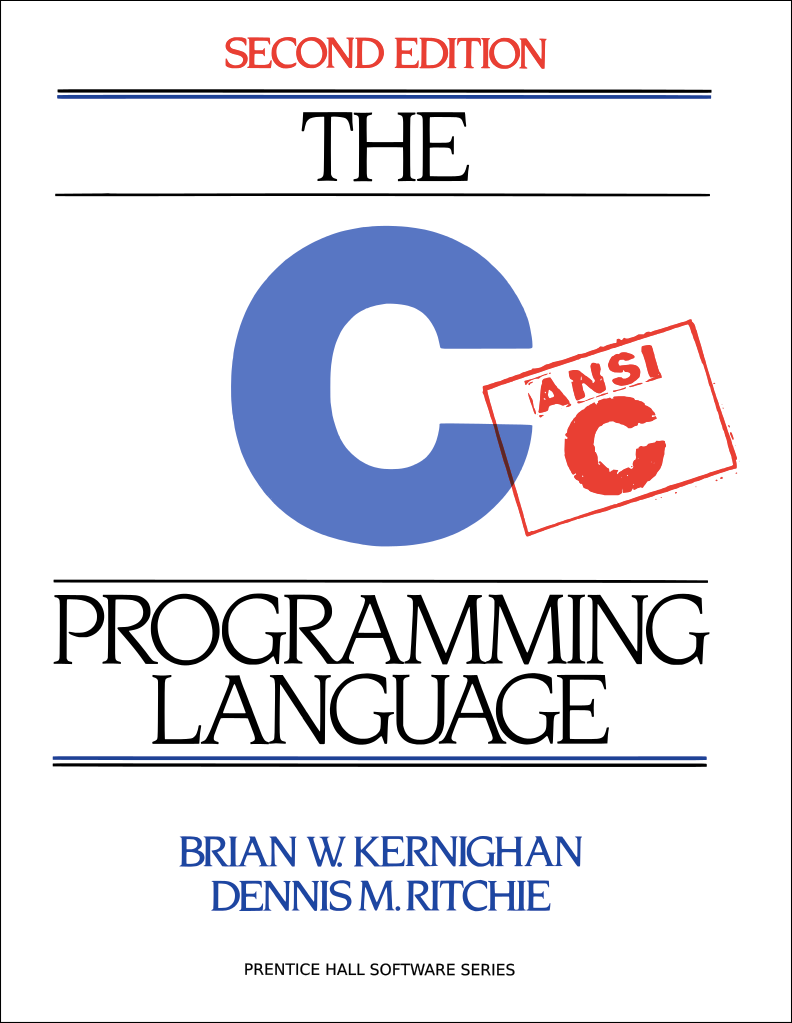 SECOND EDITION
THE
C
ANSI
C
PROGRAMMING
LANGUAGE
BRIAN W. KERNIGHAN
DENNIS M. RITCHIE
PRENTICE HALL SOFTWARE SERIES